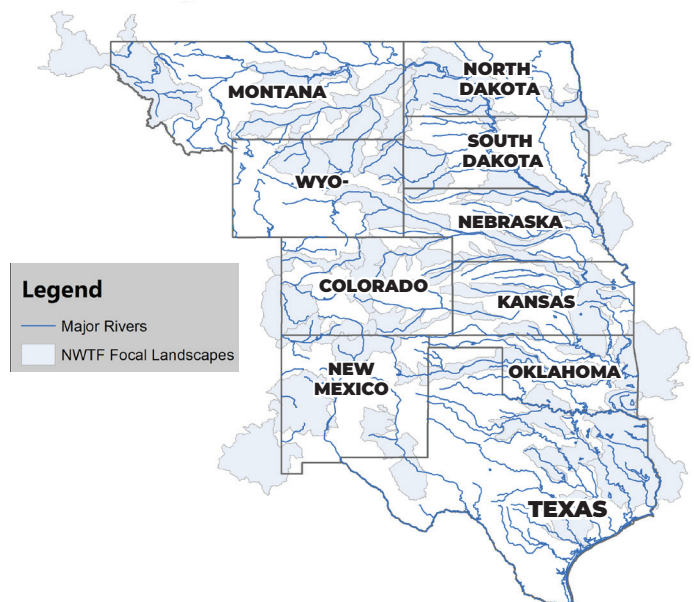 MONTANA
NORTH
DAKOTA
SOUTH
DAKOTA
WYO-
NEBRASKA
COLORADO
KANSAS
Legend
Major Rivers
NWTF Focal Landscapes
NEW
MEXICO
OKLAHOMA
TEXAS